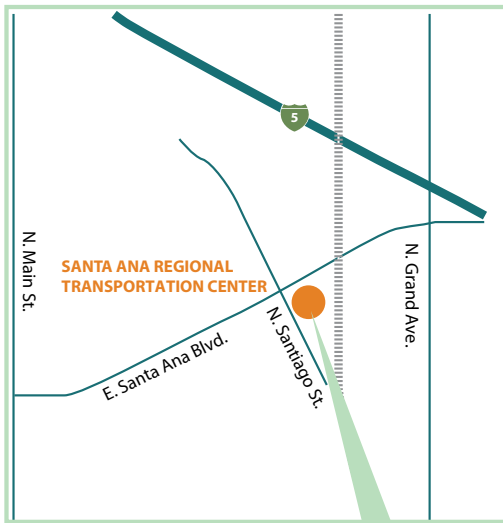 5
N. Main St.
SANTA ANA REGIONAL
TRANSPORTATION CENTER
N. Grand Ave.
N. Santiago St.
E. Santa Ana Blvd.